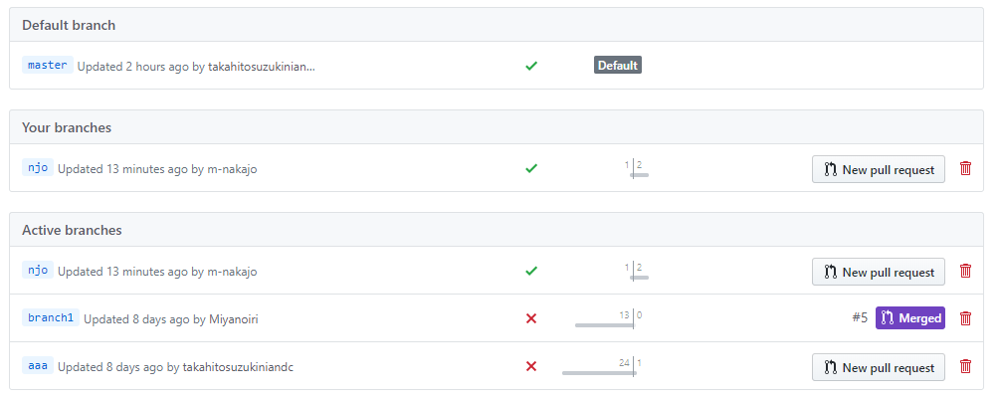 Default branch
master Updated 2 hours ago by takahitosuzukinian... Default
Your branches
njo Updated 13 minutes ago by m-nakajo 1 2 New pull request
Active branches
njo Updated 13 minutes ago by m-nakajo 1 2 New pull request
branch1 Updated 8 days ago by Miyanoiri 13 0 #5 Merged
aaa Updated 8 days ago by takahitosuzukiniandc 24 1 New pull request